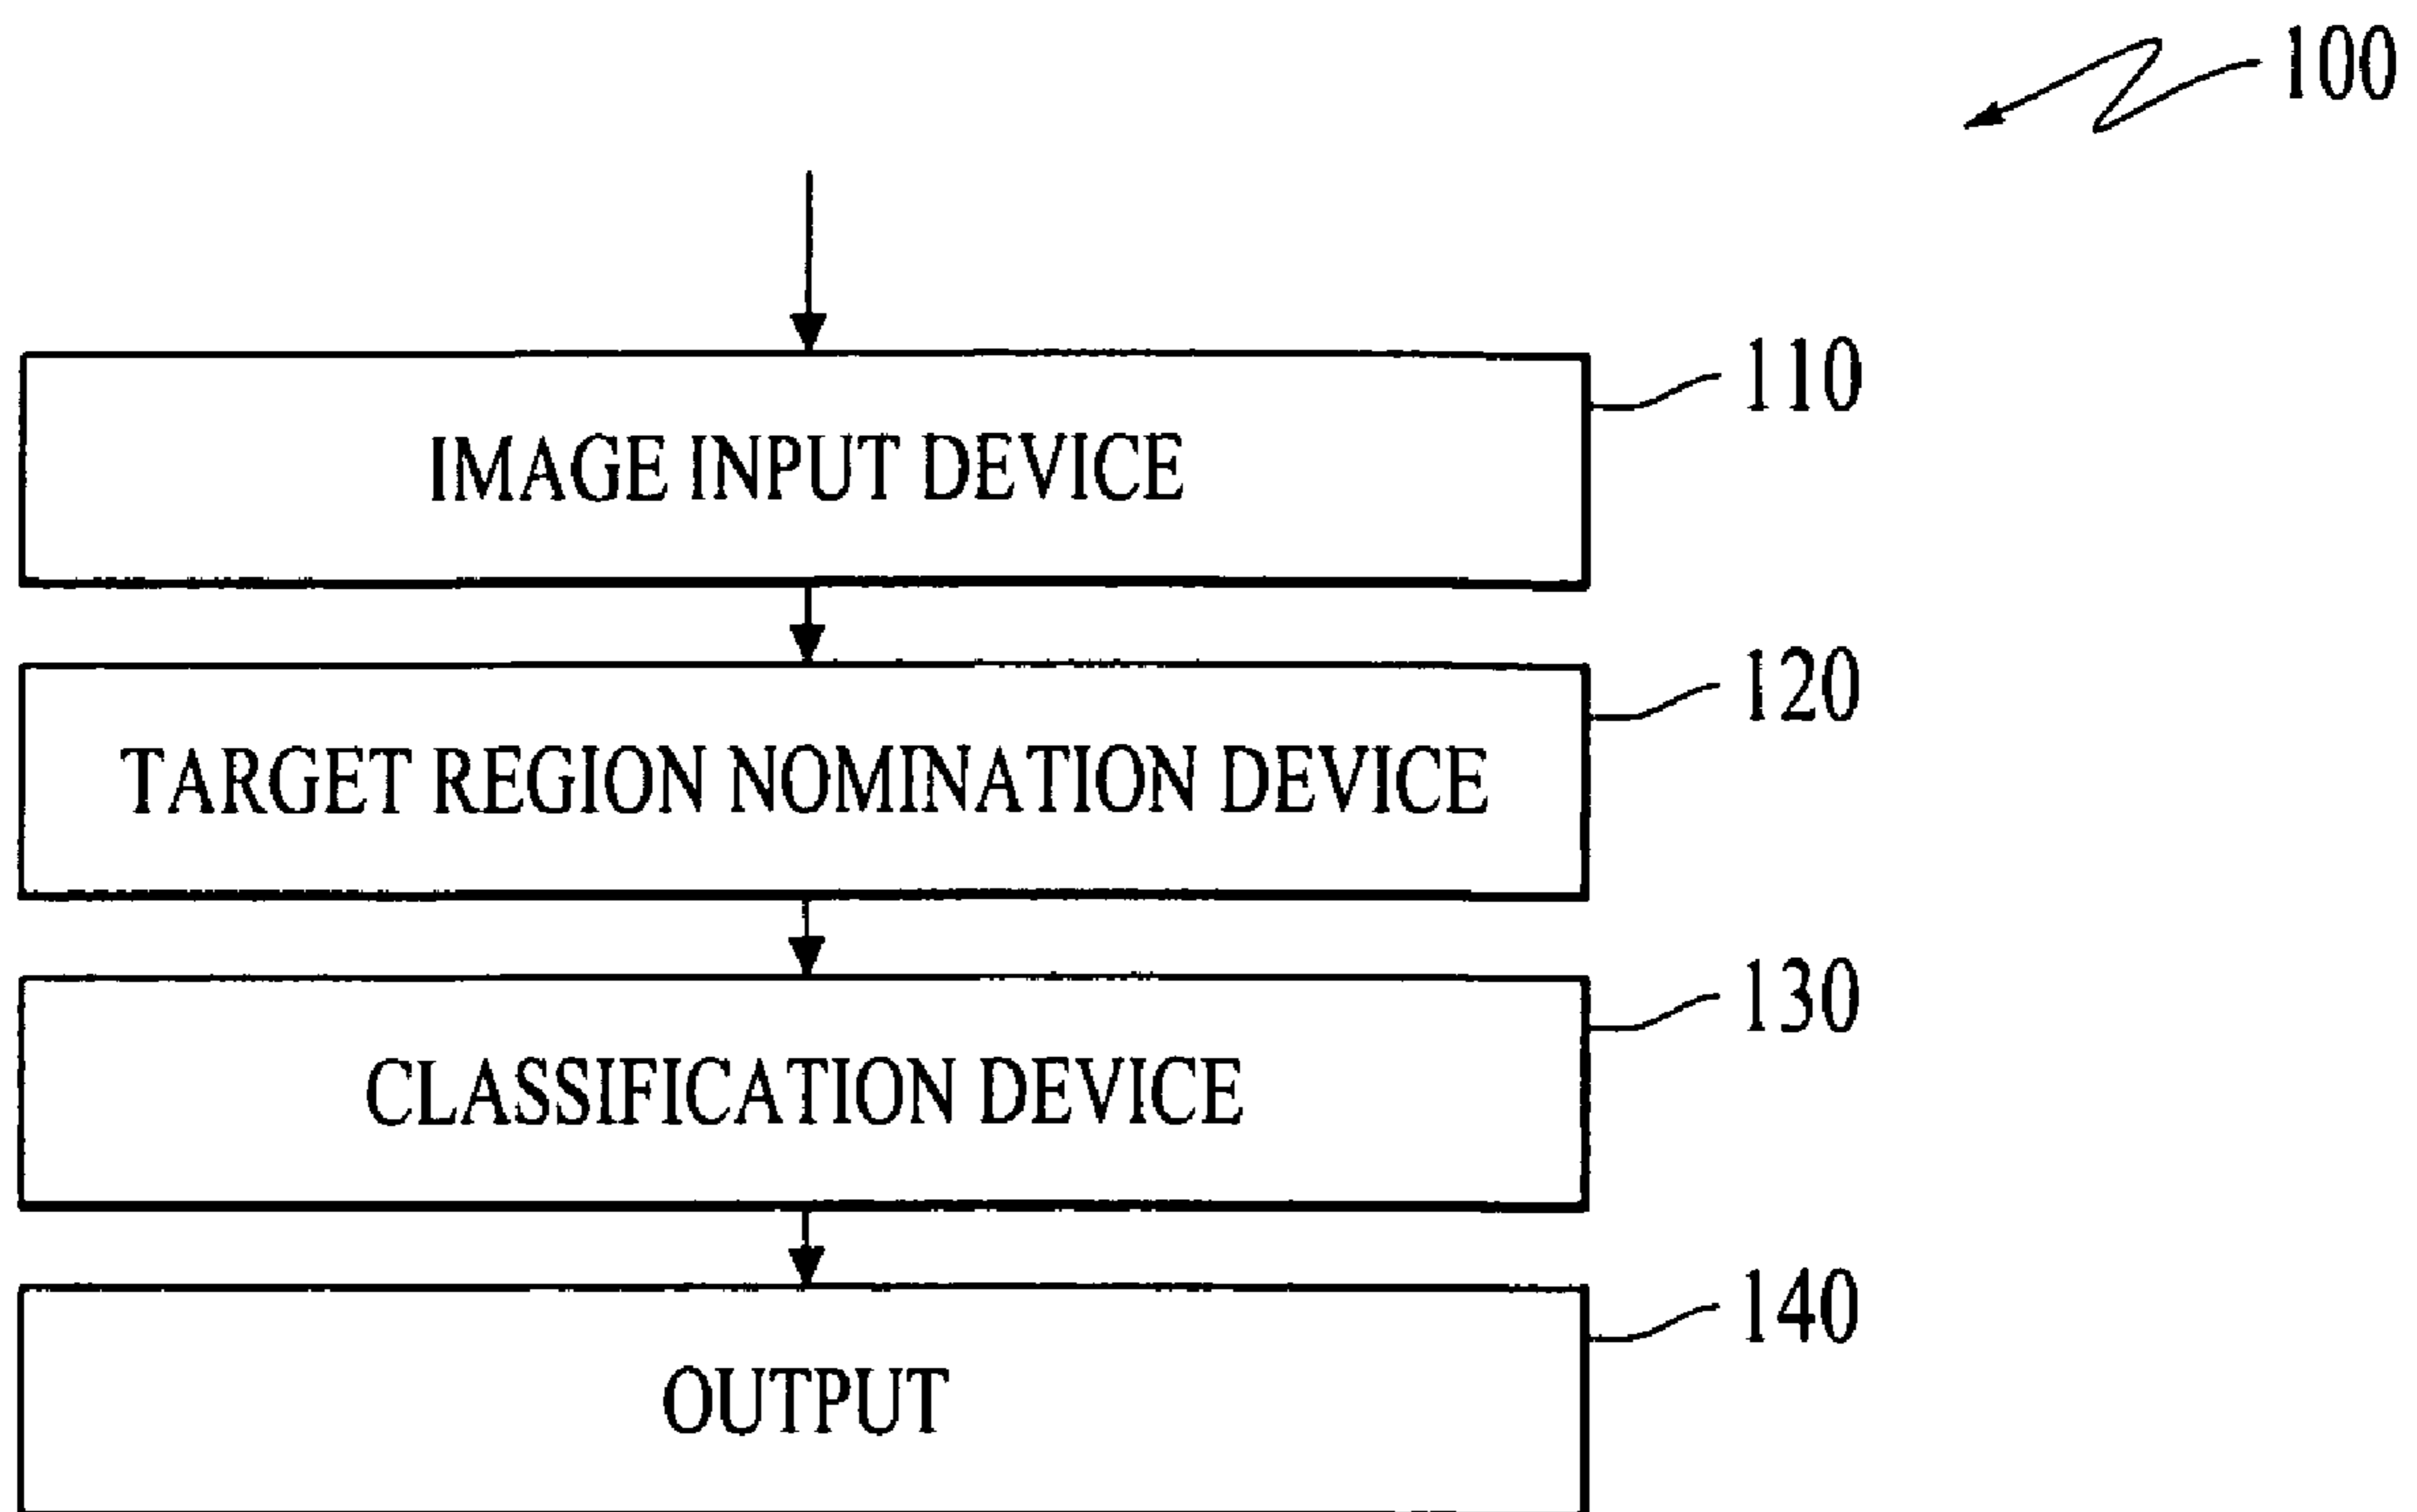 100
110
IMAGE INPUT DEVICE
120
TARGET REGION NOMINATION DEVICE
130
CLASSIFICATION DEVICE
140
OUTPUT